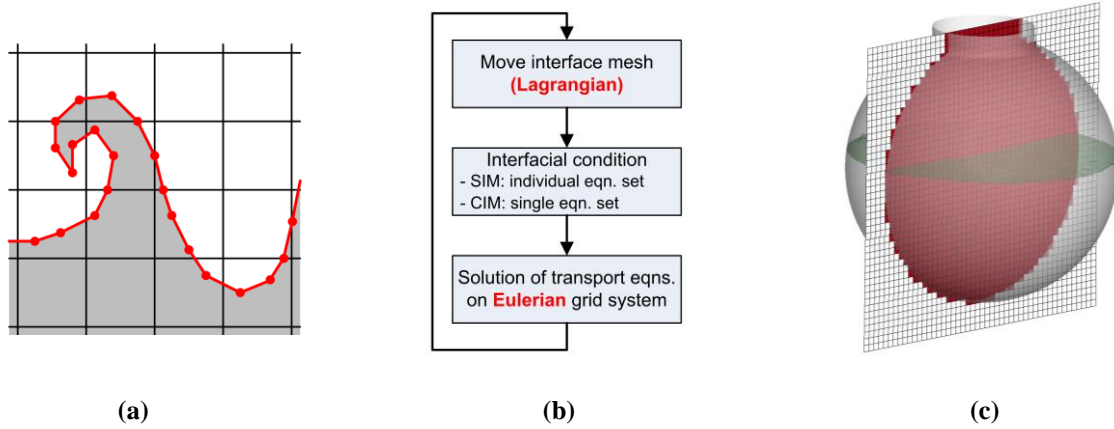 Move interface mesh
(Lagrangian)
Interfacial condition
- SIM: individual eqn. set
- CIM: single eqn. set
Solution of transport eqns.
on Eulerian grid system
(a)
(b)
(c)